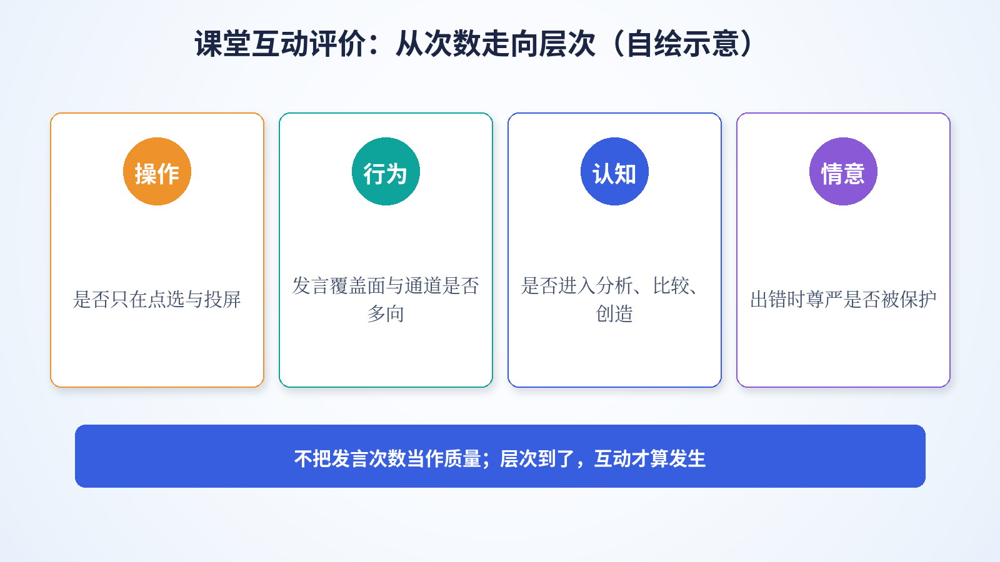 课堂互动评价：从次数走向层次（自绘示意）
操作
是否只在点选与投屏
行为
发言覆盖面与通道是否
多向
认知
是否进入分析、比较、
创造
情意
出错时尊严是否被保护
不把发言次数当作质量；层次到了，互动才算发生